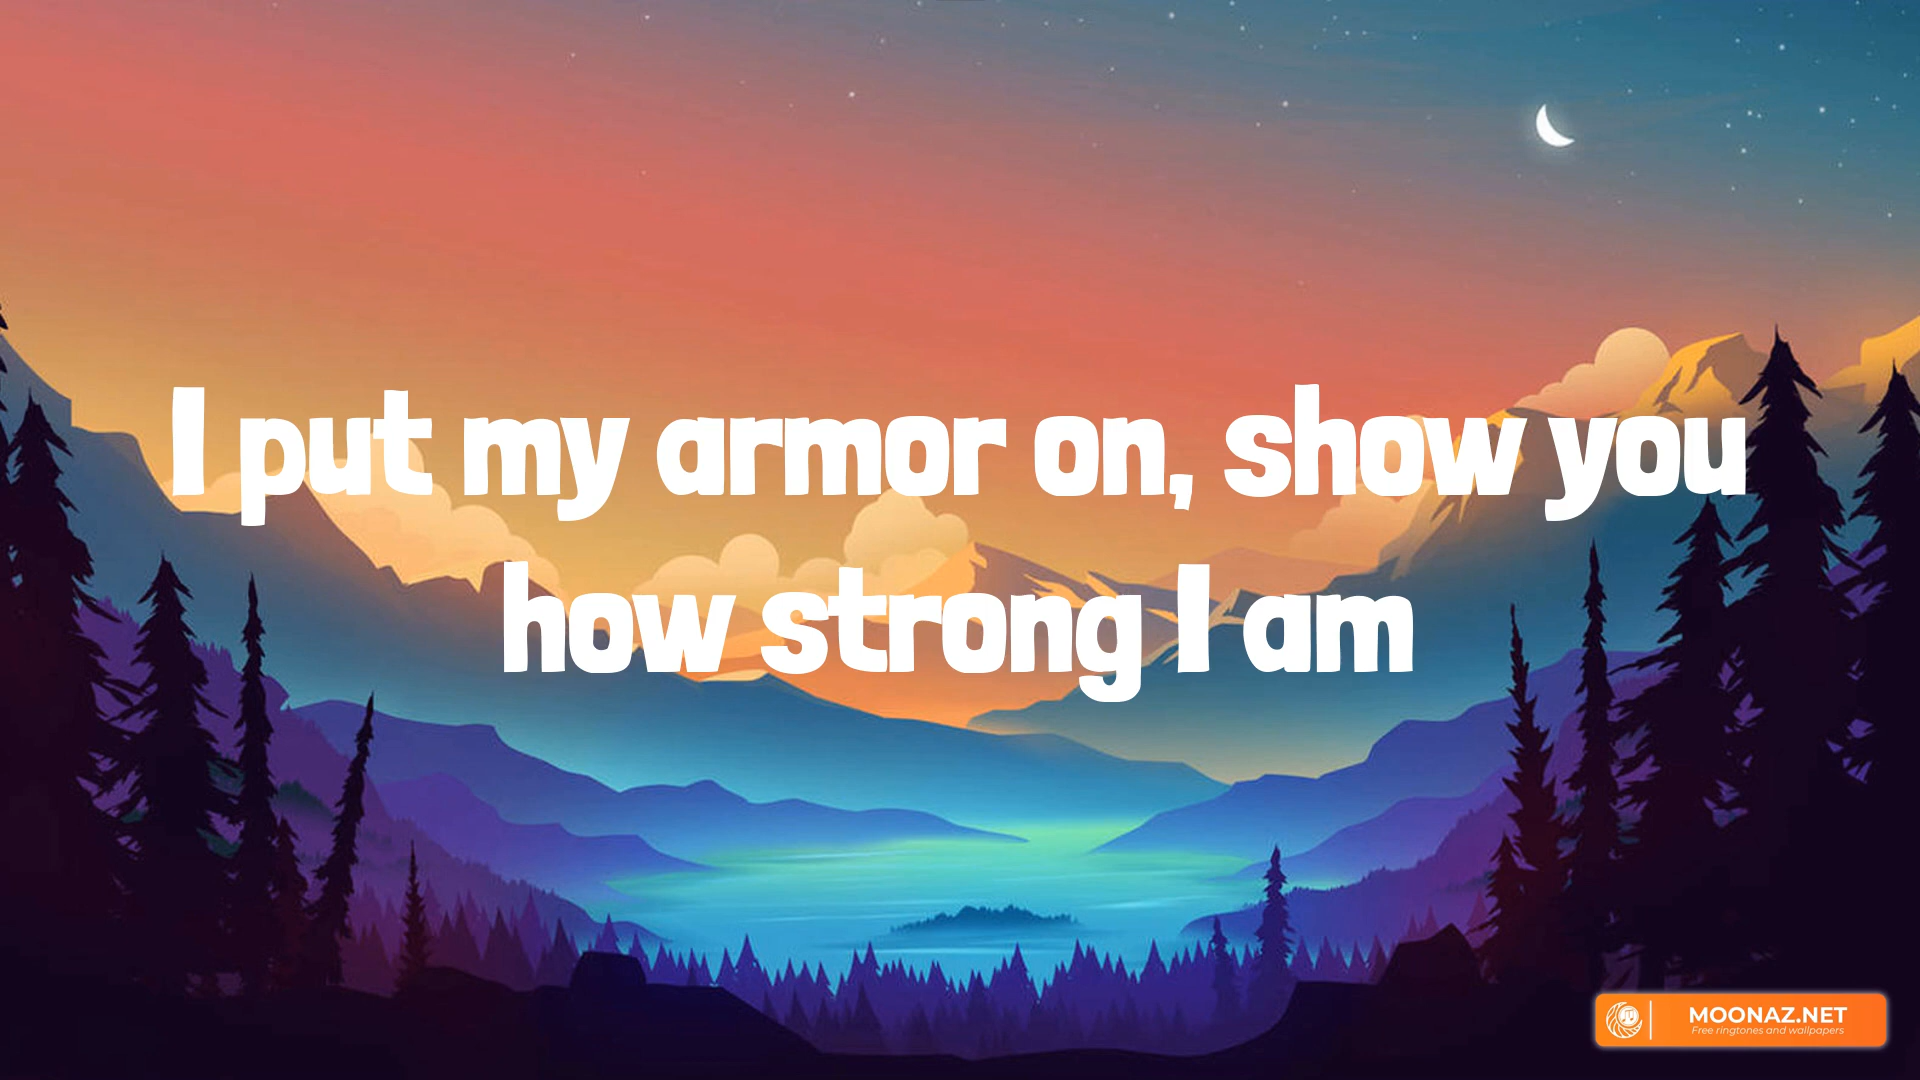 I put my armor on, show you
how strong I am
MOONAZ.NET
Free ringtones and wallpapers